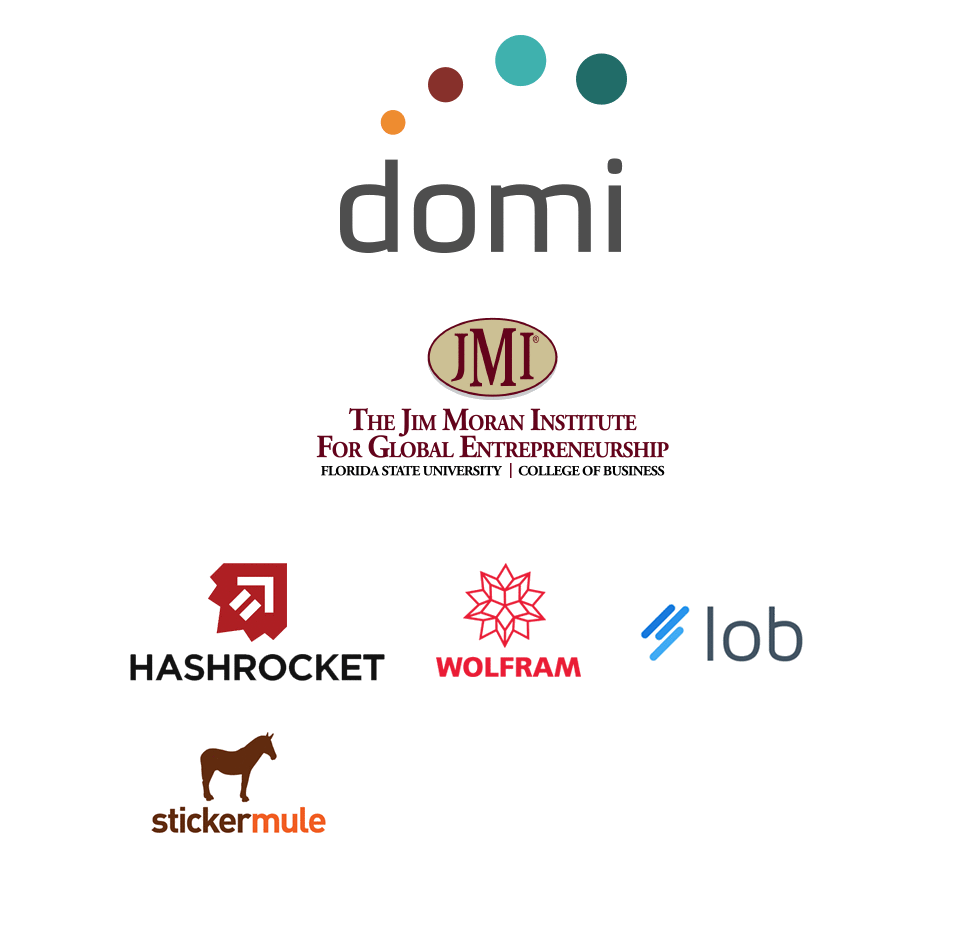 domi
JMI®
THE JIM MORAN INSTITUTE
FOR GLOBAL ENTREPRENEURSHIP
FLORIDA STATE UNIVERSITY | COLLEGE OF BUSINESS
HASHROCKET
WOLFRAM
lob
stickermule